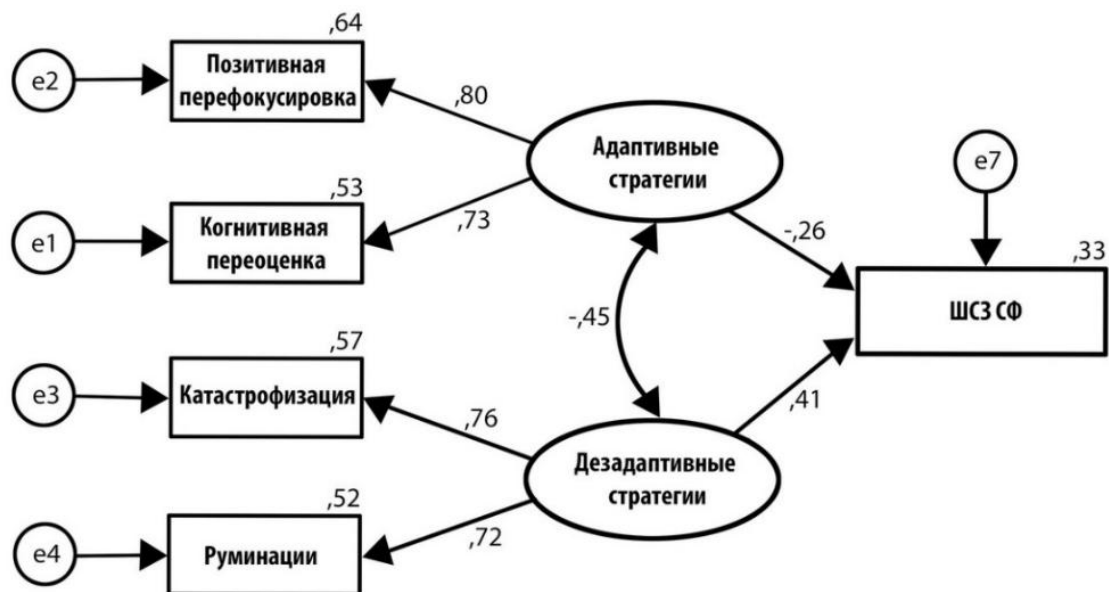 ,64
e2
Позитивная
перефокусировка
,80
Адаптивные
стратегии
e7
,53
e1
Когнитивная
переоценка
,73
-,26
,33
ШСЗ СФ
-,45
,57
e3
Катастрофизация
,76
,41
Дезадаптивные
стратегии
,52
e4
Руминации
,72